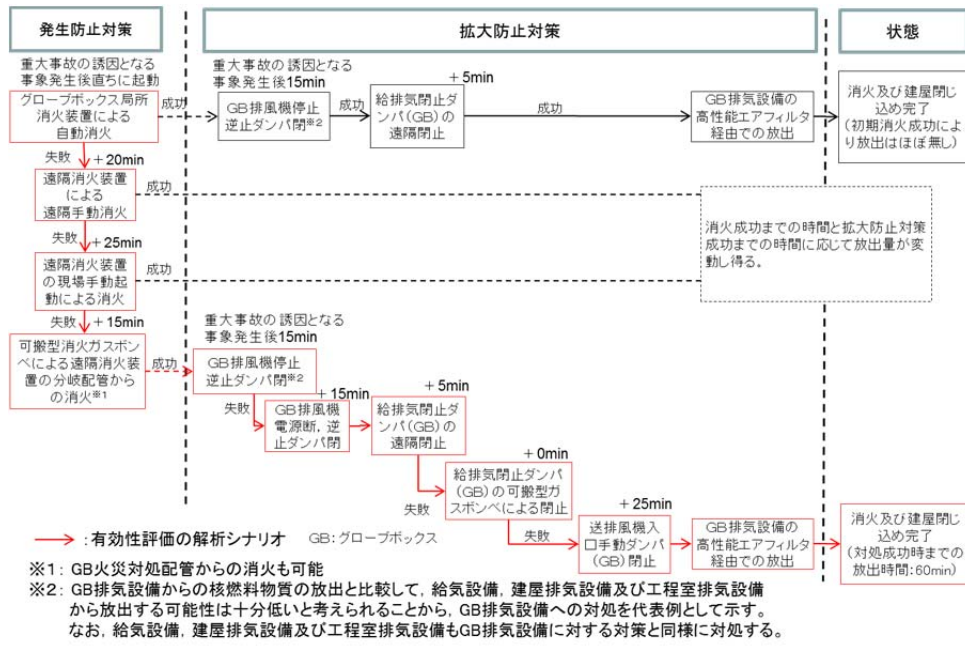 発生防止対策
拡大防止対策
状態
重大事故の誘因となる
事象発生後直ちに起動
グローブボックス局所
消火装置による
自動消火
成功
重大事故の誘因となる
事象発生後15min
GB排風機停止
逆止ダンパ閉※2
成功
+5min
給排気閉止ダ
ンパ(GB)の
遠隔閉止
成功
GB排気設備の
高性能エアフィルタ
経由での放出
消火及び建屋閉じ
込め完了
(初期消火成功によ
り放出はほぼ無し)
失敗
+20min
遠隔消火装置
による
遠隔手動消火
成功
失敗
+25min
遠隔消火装置
の現場手動起
動による消火
成功
消火成功までの時間と拡大防止対策
成功までの時間に応じて放出量が変
動し得る。
失敗
+15min
可搬型消火ガスボン
ベによる遠隔消火装
置の分岐配管から
の消火※1
成功
重大事故の誘因となる
事象発生後15min
GB排風機停止
逆止ダンパ閉※2
失敗
+15min
GB排風機
電源断,逆
止ダンパ閉
+5min
給排気閉止ダ
ンパ(GB)の
遠隔閉止
失敗
+0min
給排気閉止ダンパ
(GB)の可搬型ガ
スボンベによる閉止
失敗
+25min
送排風機入
口手動ダンパ
(GB)閉止
GB排気設備の
高性能エアフィルタ
経由での放出
消火及び建屋閉じ
込め完了
(対処成功時までの
放出時間:60min)
:有効性評価の解析シナリオ
GB:グローブボックス
※1: GB火災対処配管からの消火も可能
※2: GB排気設備からの核燃料物質の放出と比較して,給気設備,建屋排気設備及び工程室排気設備
から放出する可能性は十分低いと考えられることから,GB排気設備への対処を代表例として示す。
なお,給気設備,建屋排気設備及び工程室排気設備もGB排気設備に対する対策と同様に対処する。